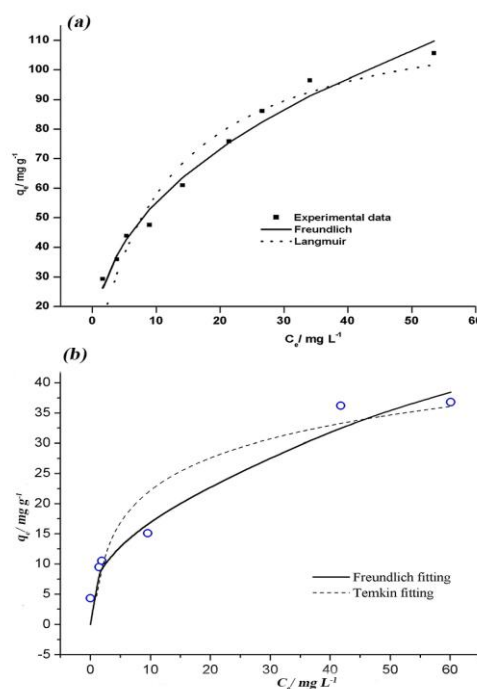 (a)
110
100
90
80
70
60
50
40
30
20
qe/ mg g-1
Experimental data
Freundlich
Langmuir
0 10 20 30 40 50 60
Ce/ mg L-1
(b)
40
35
30
25
20
15
10
5
0
-5
q/ mg g-1
Freundlich fitting
Temkin fitting
0 10 20 30 40 50 60
C/ mg L-1